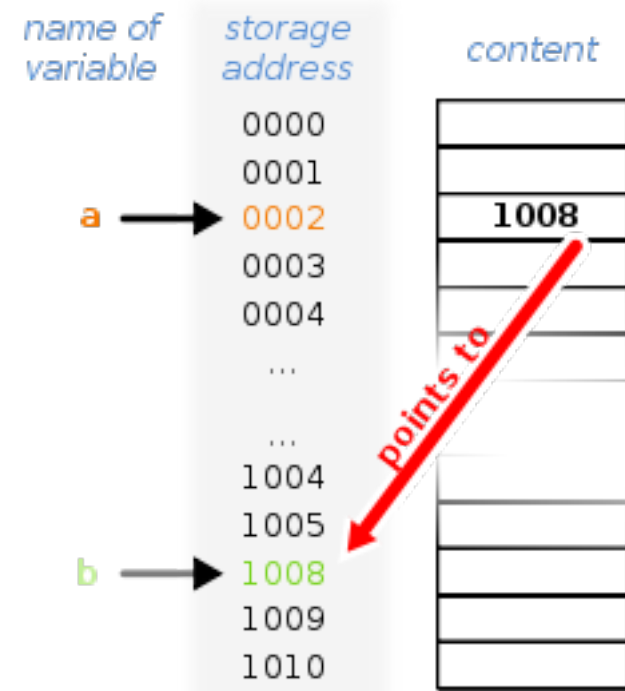 name of variable
storage address
content
0000
0001
a 0002 1008
0003
0004
points to
...
...
1004
1005
b 1008
1009
1010